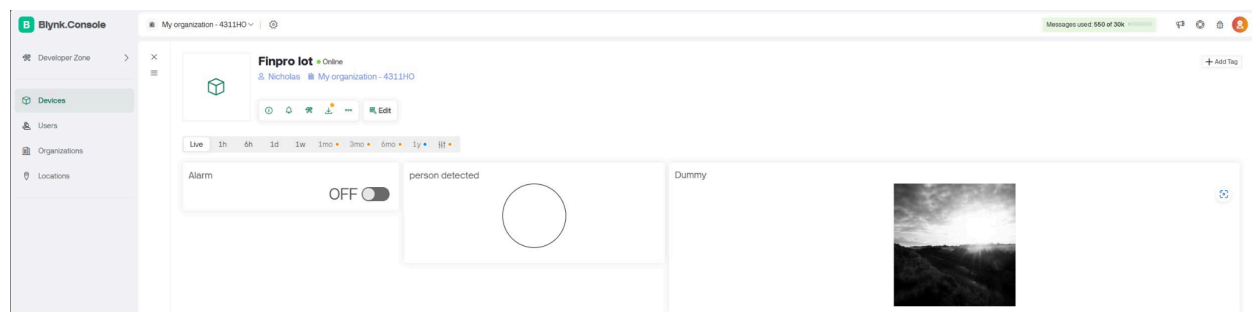 B Blynk.Console
My organization - 4311HO
Messages used: 550 of 30k
Developer Zone
Devices
Users
Organizations
Locations
Finpro Iot • Online
Nicholas My organization - 4311HO
Edit
+ Add Tag
Live 1h 6h 1d 1w 1mo 3mo 6mo 1y
Alarm
OFF
person detected
Dummy